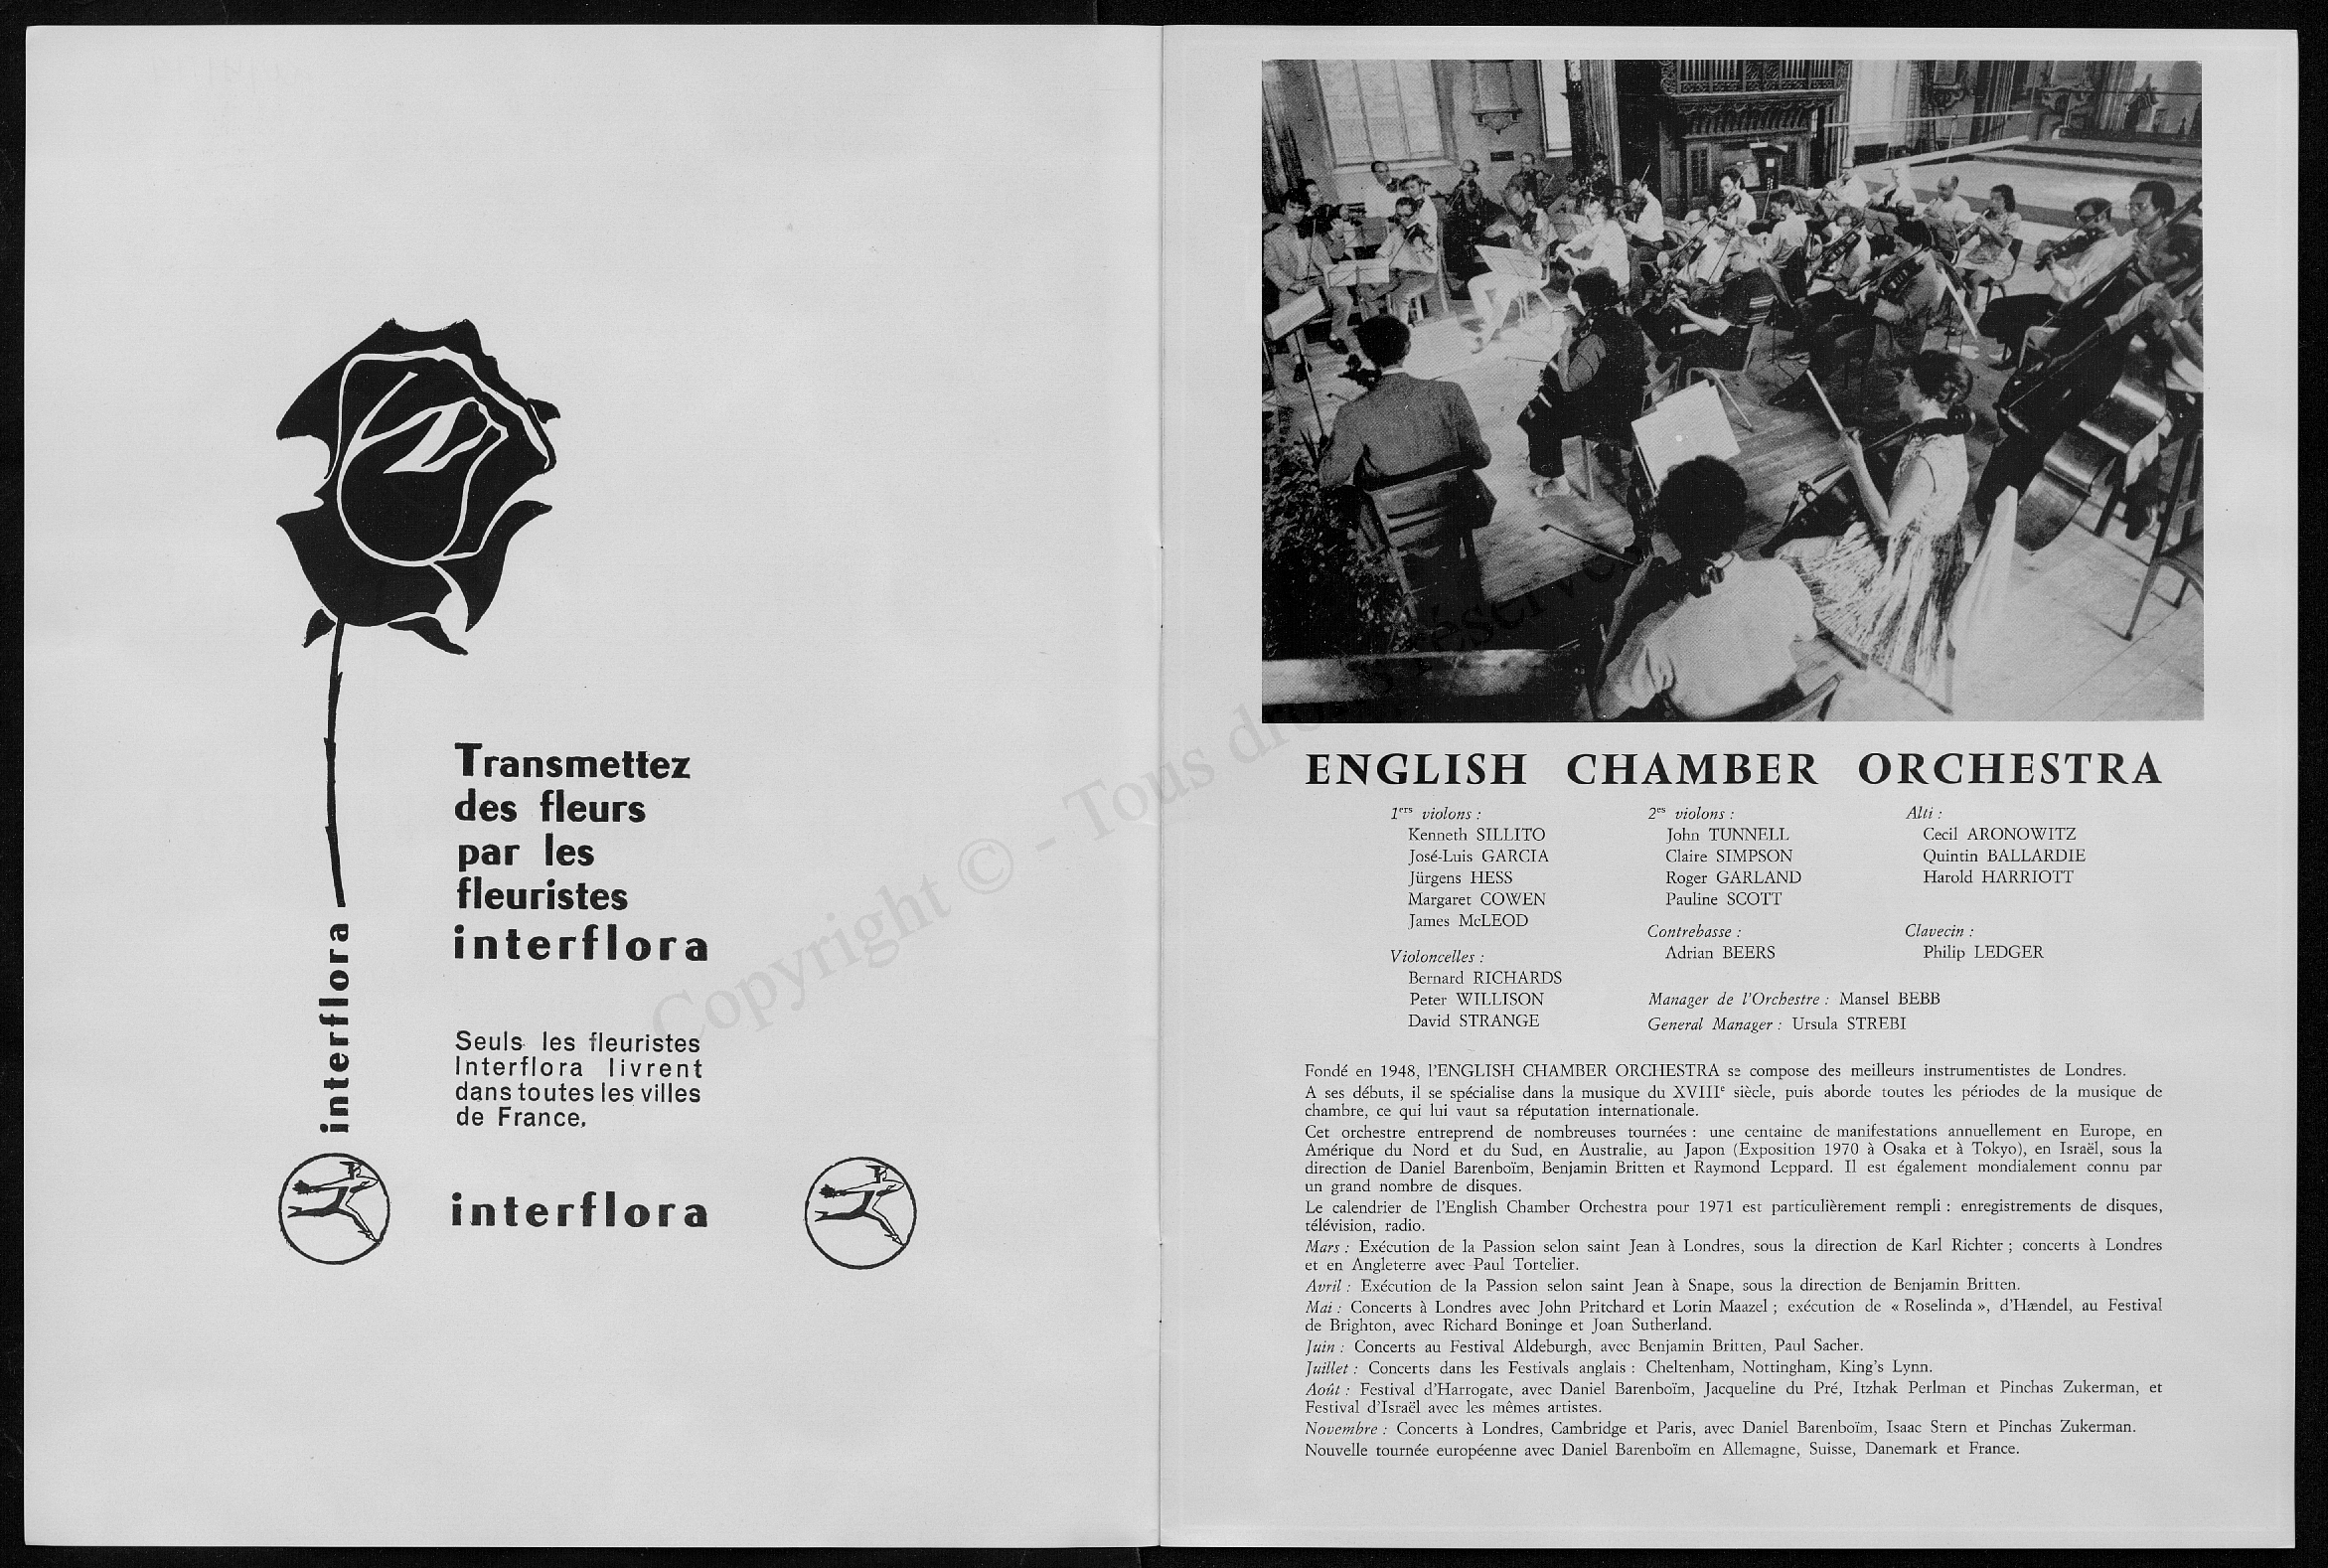 Transmettez
des fleurs
par les
fleuristes
interflora
interflora
Seuls les fleuristes
Interflora livrent
dans toutes les villes
de France.
interflora
Copyright © - Tous droits réservés
ENGLISH CHAMBER ORCHESTRA
1ers violons :
Kenneth SILLITO
José-Luis GARCIA
Jürgens HESS
Margaret COWEN
James McLEOD
Violoncelles :
Bernard RICHARDS
Peter WILLISON
David STRANGE
2es violons :
John TUNNELL
Claire SIMPSON
Roger GARLAND
Pauline SCOTT
Contrebasse :
Adrian BEERS
Alti :
Cecil ARONOWITZ
Quintin BALLARDIE
Harold HARRIOTT
Clavecin :
Philip LEDGER
Manager de l'Orchestre : Mansel BEBB
General Manager : Ursula STREBI
Fondé en 1948, l'ENGLISH CHAMBER ORCHESTRA se compose des meilleurs instrumentistes de Londres.
A ses débuts, il se spécialise dans la musique du XVIIIe siècle, puis aborde toutes les périodes de la musique de
chambre, ce qui lui vaut sa réputation internationale.
Cet orchestre entreprend de nombreuses tournées : une centaine de manifestations annuellement en Europe, en
Amérique du Nord et du Sud, en Australie, au Japon (Exposition 1970 à Osaka et à Tokyo), en Israël, sous la
direction de Daniel Barenboïm, Benjamin Britten et Raymond Leppard. Il est également mondialement connu par
un grand nombre de disques.
Le calendrier de l'English Chamber Orchestra pour 1971 est particulièrement rempli : enregistrements de disques,
télévision, radio.
Mars : Exécution de la Passion selon saint Jean à Londres, sous la direction de Karl Richter ; concerts à Londres
et en Angleterre avec Paul Tortelier.
Avril : Exécution de la Passion selon saint Jean à Snape, sous la direction de Benjamin Britten.
Mai : Concerts à Londres avec John Pritchard et Lorin Maazel ; exécution de « Roselinda », d'Hændel, au Festival
de Brighton, avec Richard Boninge et Joan Sutherland.
Juin : Concerts au Festival Aldeburgh, avec Benjamin Britten, Paul Sacher.
Juillet : Concerts dans les Festivals anglais : Cheltenham, Nottingham, King's Lynn.
Août : Festival d'Harrogate, avec Daniel Barenboïm, Jacqueline du Pré, Itzhak Perlman et Pinchas Zukerman, et
Festival d'Israël avec les mêmes artistes.
Novembre : Concerts à Londres, Cambridge et Paris, avec Daniel Barenboïm, Isaac Stern et Pinchas Zukerman.
Nouvelle tournée européenne avec Daniel Barenboïm en Allemagne, Suisse, Danemark et France.